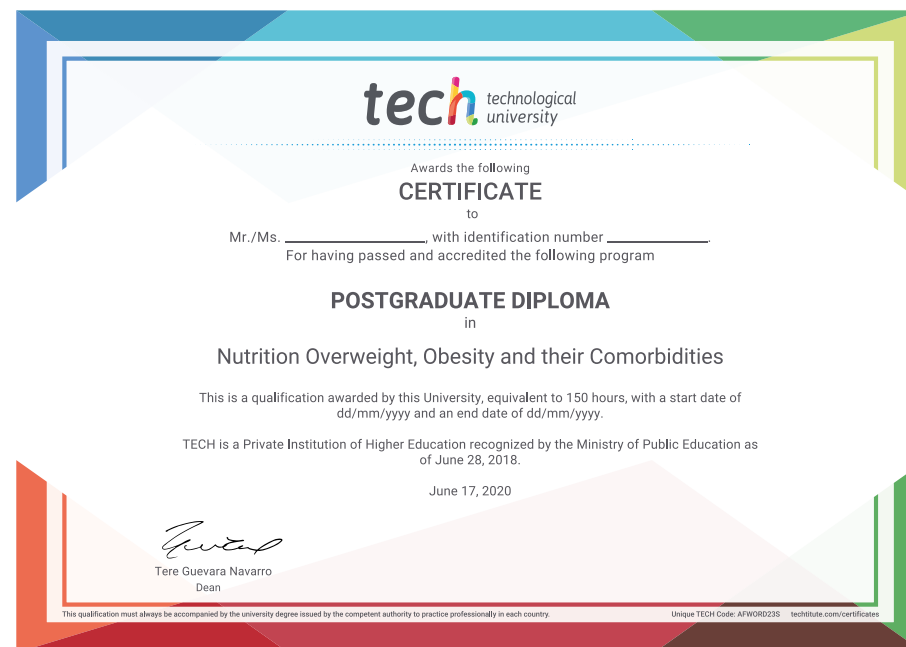 tech technological
university
Awards the following
CERTIFICATE
to
Mr./Ms. ____________________, with identification number ______________.
For having passed and accredited the following program
POSTGRADUATE DIPLOMA
in
Nutrition Overweight, Obesity and their Comorbidities
This is a qualification awarded by this University, equivalent to 150 hours, with a start date of
dd/mm/yyyy and an end date of dd/mm/yyyy.
TECH is a Private Institution of Higher Education recognized by the Ministry of Public Education as
of June 28, 2018.
June 17, 2020
Tere Guevara Navarro
Dean
This qualification must always be accompanied by the university degree issued by the competent authority to practice professionally in each country. Unique TECH Code: AFWORD23S techtitute.com/certificates